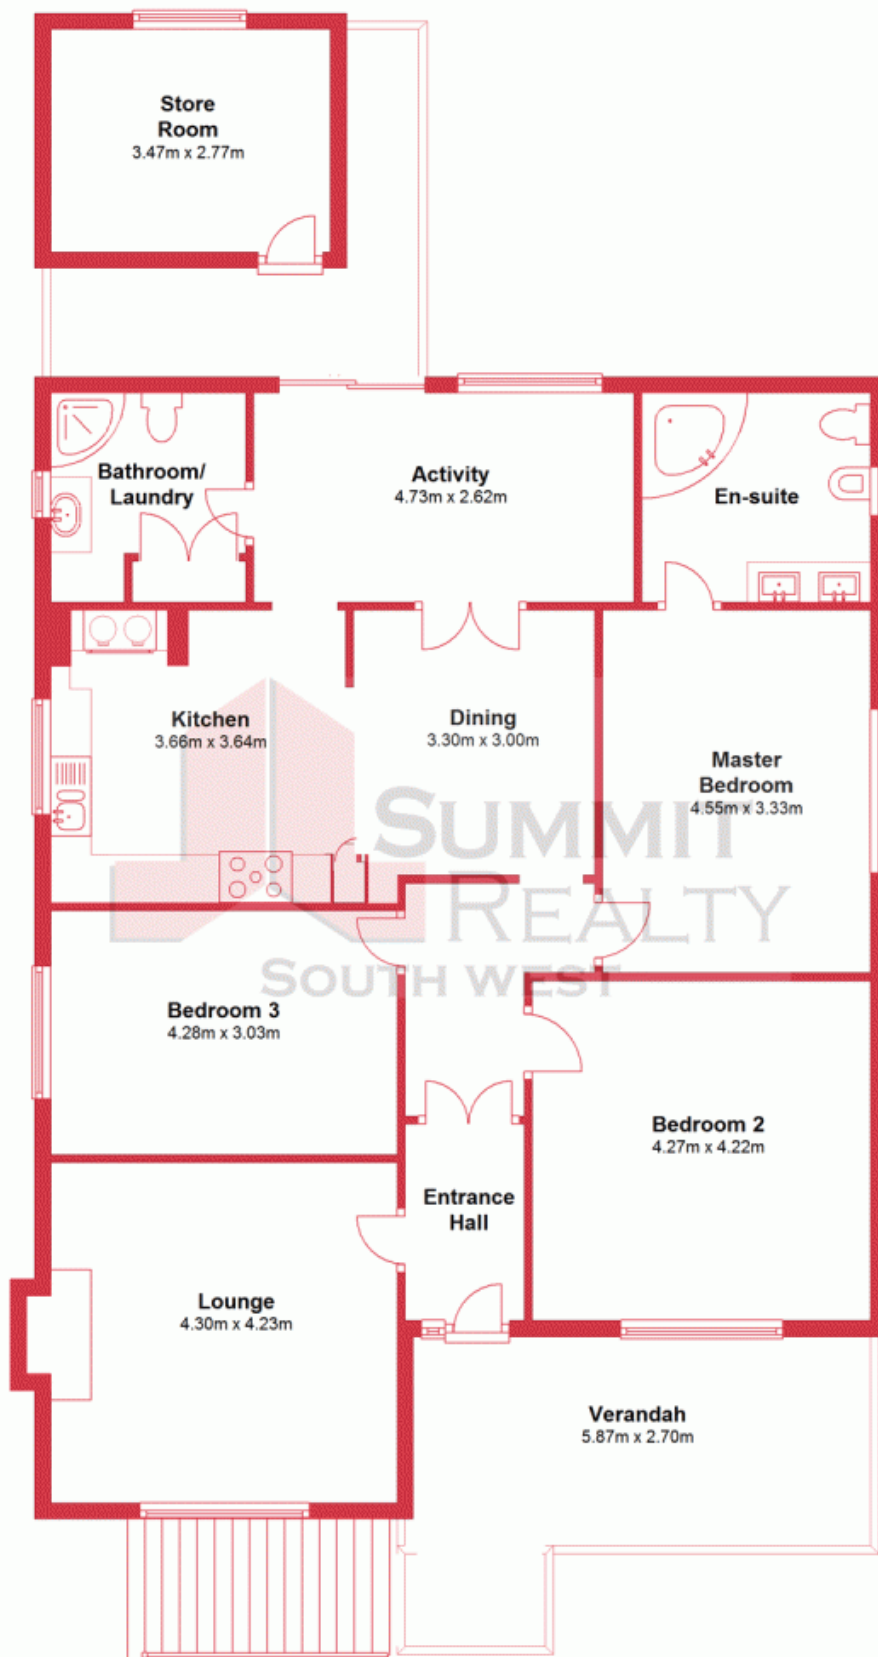 Store
Room
3.47m x 2.77m
Bathroom/
Laundry
Activity
4.73m x 2.62m
En-suite
Kitchen
3.66m x 3.64m
Dining
3.30m x 3.00m
Master
Bedroom
4.55m x 3.33m
SUMMIT
REALTY
SOUTH WEST
Bedroom 3
4.28m x 3.03m
Bedroom 2
4.27m x 4.22m
Entrance
Hall
Lounge
4.30m x 4.23m
Verandah
5.87m x 2.70m